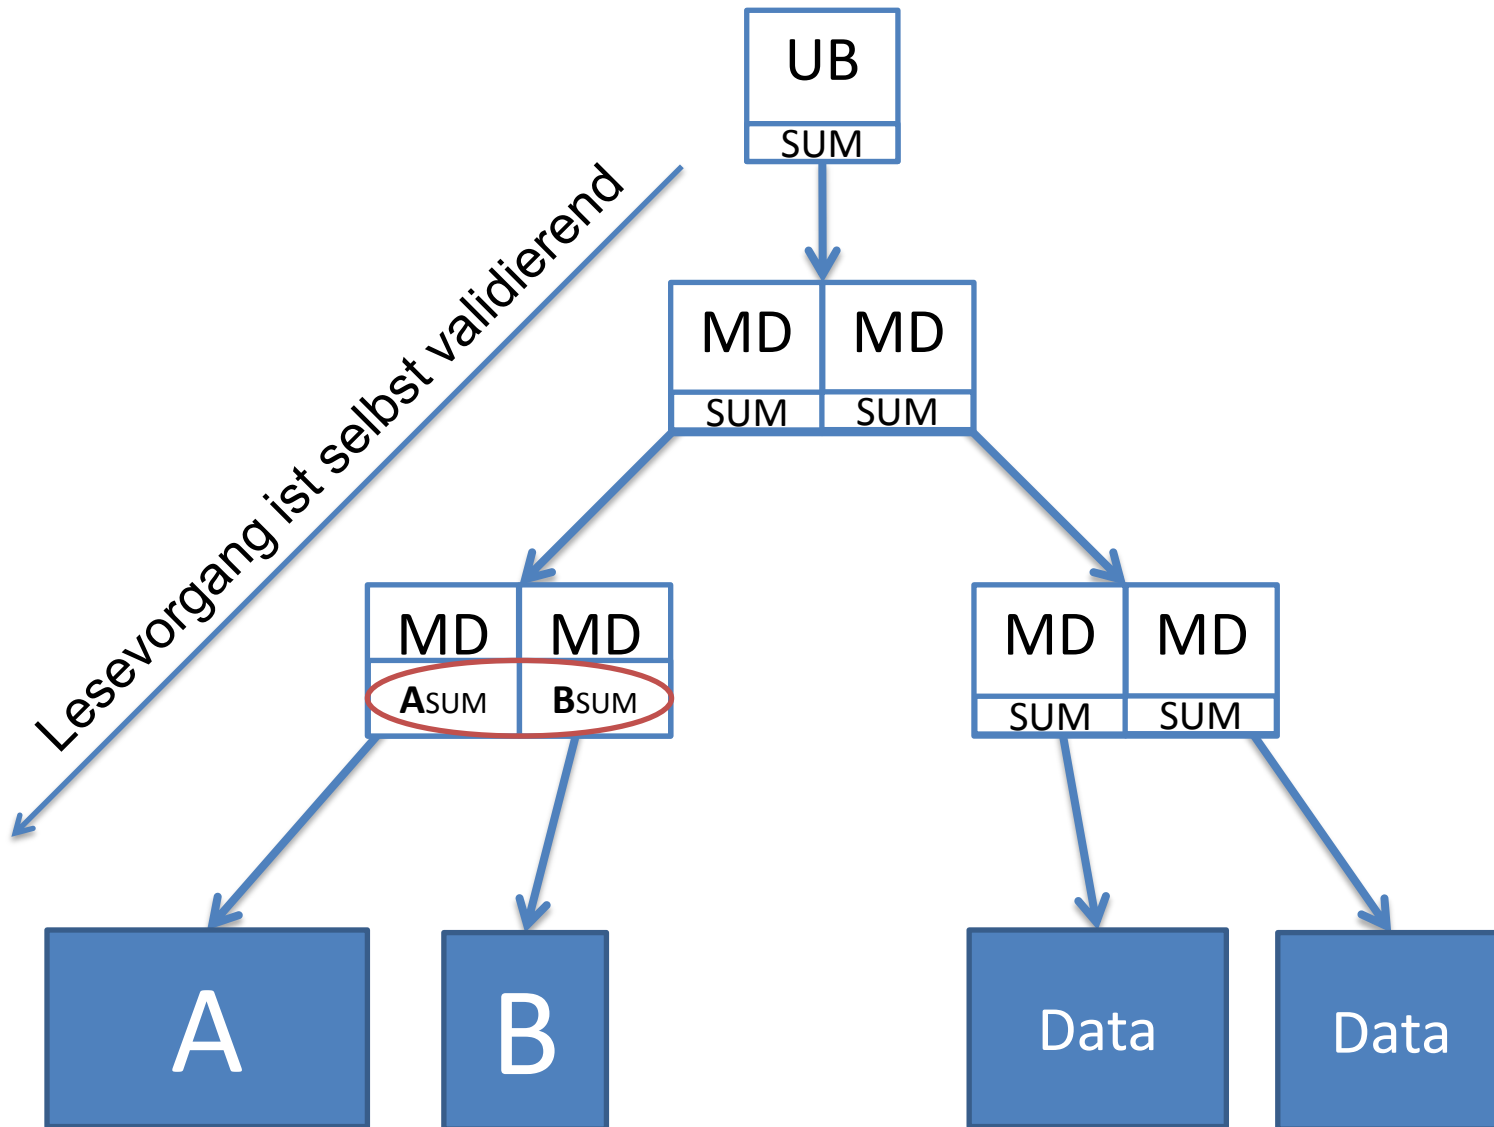 UB
SUM
Lesevorgang ist selbst validierend
MD MD
SUM SUM
MD MD
ASUM BSUM
MD MD
SUM SUM
A
B
Data
Data